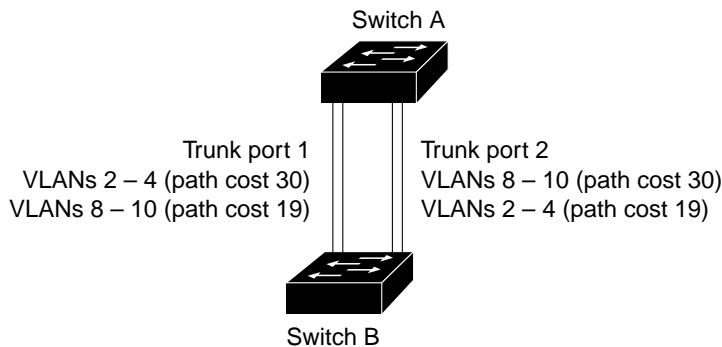 Switch A
Trunk port 1
VLANs 2 – 4 (path cost 30)
VLANs 8 – 10 (path cost 19)
Trunk port 2
VLANs 8 – 10 (path cost 30)
VLANs 2 – 4 (path cost 19)
Switch B